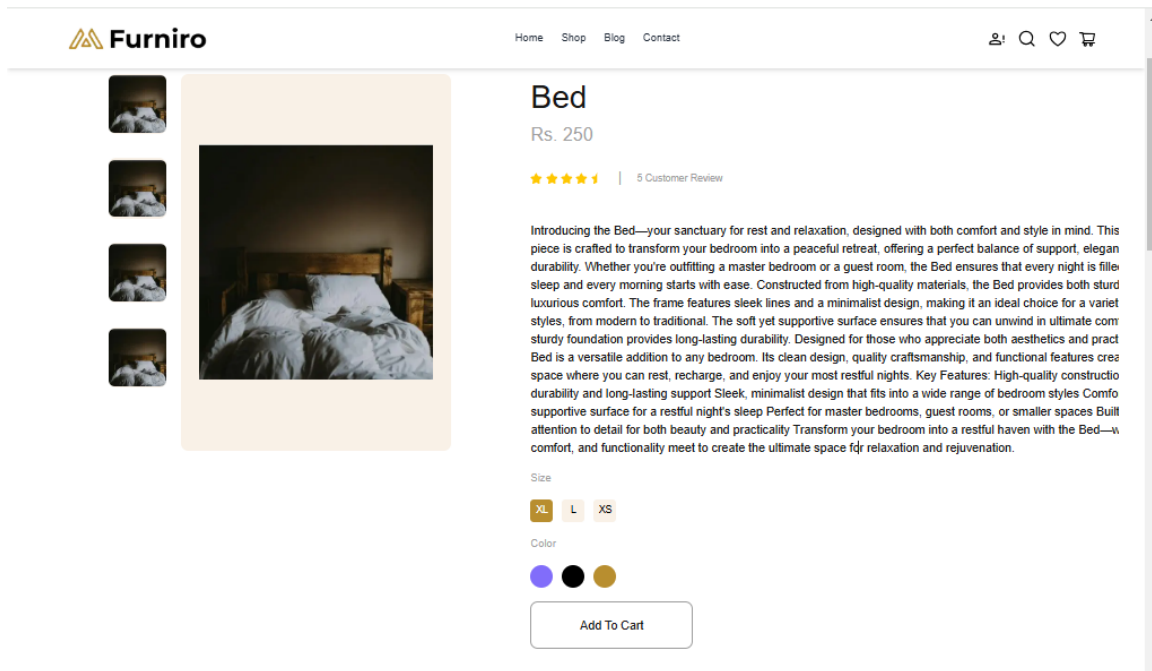 Furniro
Home Shop Blog Contact
Bed
Rs. 250
5 Customer Review
Introducing the Bed—your sanctuary for rest and relaxation, designed with both comfort and style in mind. This
piece is crafted to transform your bedroom into a peaceful retreat, offering a perfect balance of support,
durability. Whether you're outfitting a master bedroom or a guest room, the Bed ensures that every night is
sleep and every morning starts with ease. Constructed from high-quality materials, the Bed provides both
luxurious comfort. The frame features sleek lines and a minimalist design, making it an ideal choice for a
styles, from modern to traditional. The soft yet supportive surface ensures that you can unwind in ultimate
sturdy foundation provides long-lasting durability. Designed for those who appreciate both aesthetics and
Bed is a versatile addition to any bedroom. Its clean design, quality craftsmanship, and functional features
space where you can rest, recharge, and enjoy your most restful nights. Key Features: High-quality
durability and long-lasting support Sleek, minimalist design that fits into a wide range of bedroom styles
supportive surface for a restful night's sleep Perfect for master bedrooms, guest rooms, or smaller spaces Built
attention to detail for both beauty and practicality Transform your bedroom into a restful haven with the Bed—
comfort, and functionality meet to create the ultimate space for relaxation and rejuvenation.
Size
XL L XS
Color
Add To Cart